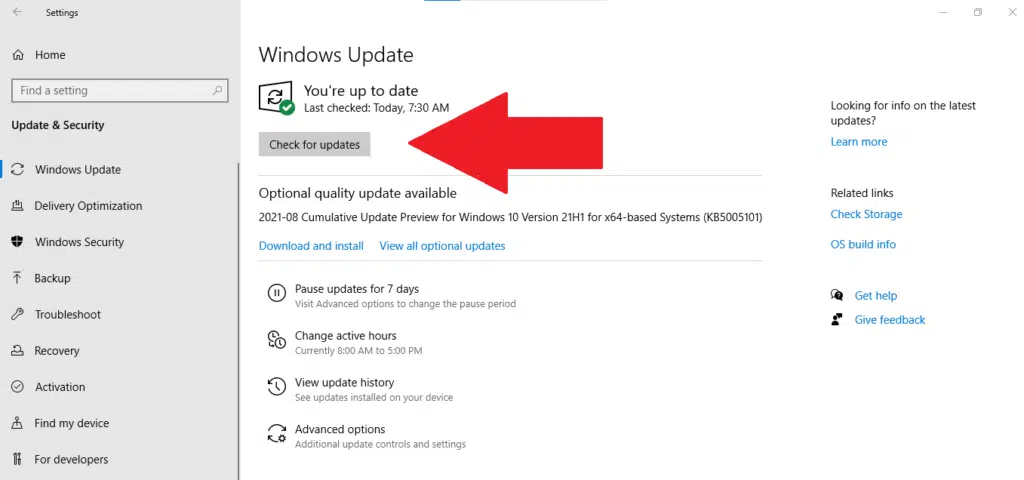 Settings
Home
Find a setting
Update & Security
Windows Update
Delivery Optimization
Windows Security
Backup
Troubleshoot
Recovery
Activation
Find my device
For developers
Windows Update
You're up to date
Last checked: Today, 7:30 AM
Check for updates
Optional quality update available
2021-08 Cumulative Update Preview for Windows 10 Version 21H1 for x64-based Systems (KB5005101)
Download and install View all optional updates
Pause updates for 7 days
Visit Advanced options to change the pause period
Change active hours
Currently 8:00 AM to 5:00 PM
View update history
See updates installed on your device
Advanced options
Additional update controls and settings
Looking for info on the latest
updates?
Learn more
Related links
Check Storage
OS build info
Get help
Give feedback